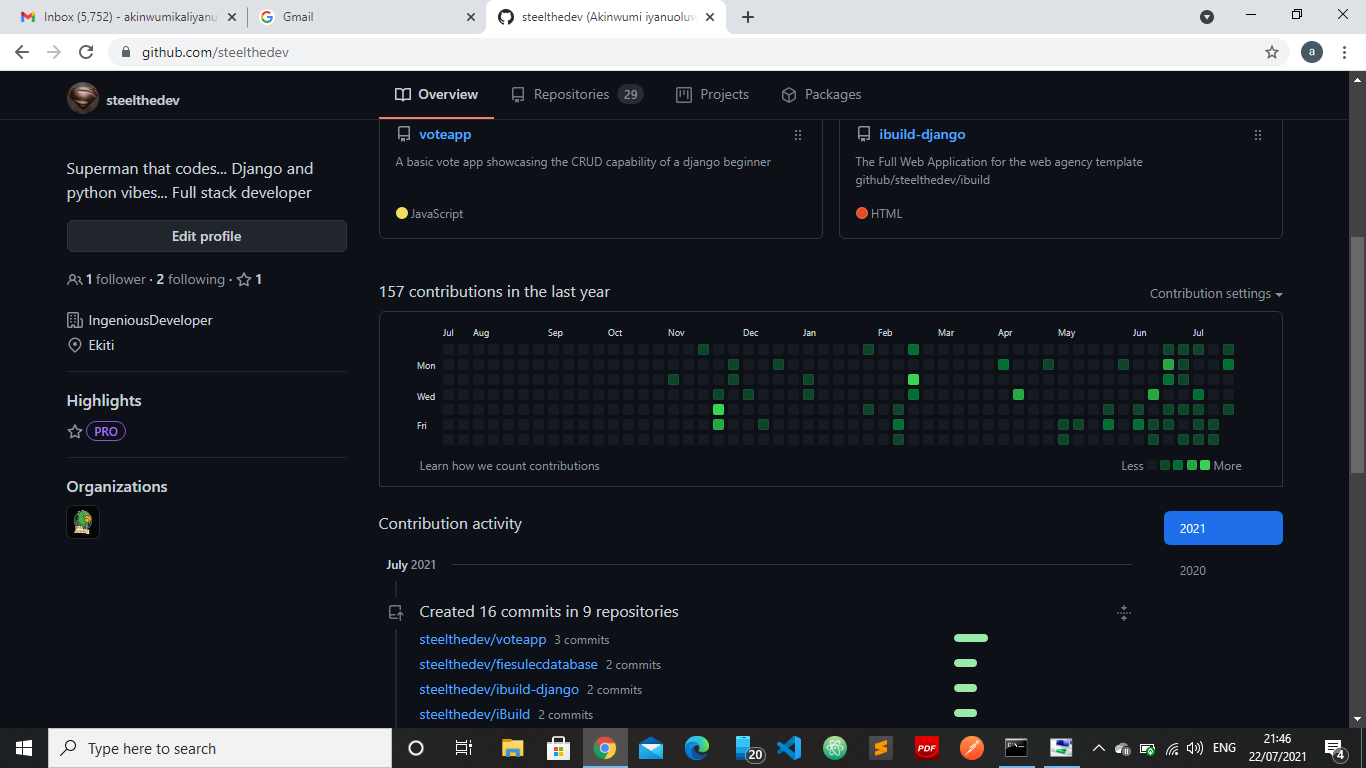 Inbox (5,752) - akinwumikaliyanu
Gmail
steelthedev (Akinwumi iyanuoluw
github.com/steelthedev
a
steelthedev
Overview
Repositories 29
Projects
Packages
Superman that codes... Django and
python vibes... Full stack developer
Edit profile
1 follower · 2 following · 1
IngeniousDeveloper
Ekiti
Highlights
PRO
Organizations
voteapp
A basic vote app showcasing the CRUD capability of a django beginner
JavaScript
ibuild-django
The Full Web Application for the web agency template
github/steelthedev/ibuild
HTML
157 contributions in the last year
Contribution settings
Jul Aug Sep Oct Nov Dec Jan Feb Mar Apr May Jun Jul
Mon
Wed
Fri
Learn how we count contributions
Less More
Contribution activity
2021
2020
July 2021
Created 16 commits in 9 repositories
steelthedev/voteapp 3 commits
steelthedev/fiesulecdatabase 2 commits
steelthedev/ibuild-django 2 commits
steelthedev/iBuild 2 commits
Type here to search
20
PDF
ENG
21:46
22/07/2021
4